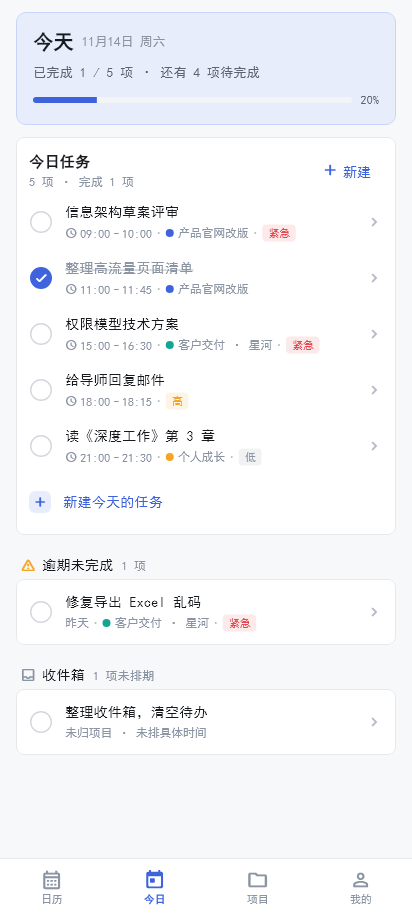 今天 11月14日 周六
已完成 1 / 5 项 · 还有 4 项待完成
20%
今日任务
5 项 · 完成 1 项
+ 新建
信息架构草案评审
09:00–10:00 · 产品官网改版 · 紧急
整理高流量页面清单
11:00–11:45 · 产品官网改版
权限模型技术方案
15:00–16:30 · 客户交付 · 星河 · 紧急
给导师回复邮件
18:00–18:15 · 高
读《深度工作》第 3 章
21:00–21:30 · 个人成长 · 低
+ 新建今天的任务
逾期未完成 1 项
修复导出 Excel 乱码
昨天 · 客户交付 · 星河 · 紧急
收件箱 1 项未排期
整理收件箱，清空待办
未归项目 · 未排具体时间
日历 今日 项目 我的